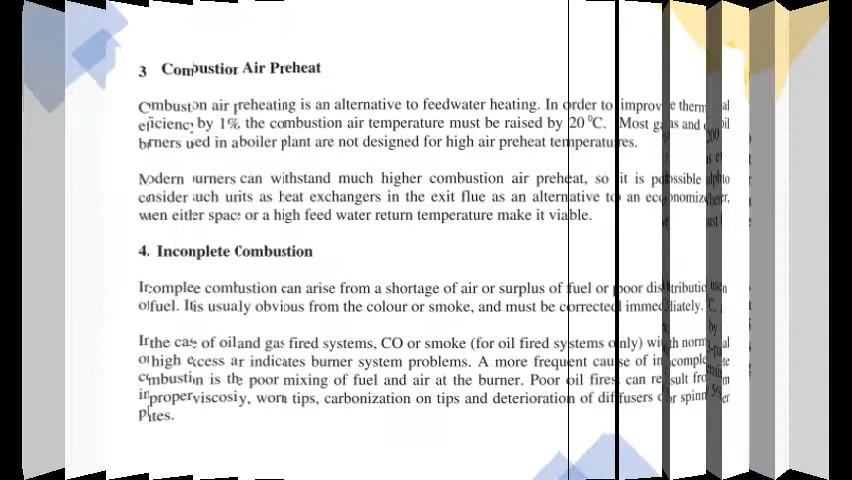 3 Combustion Air Preheat
Combustion air preheating is an alternative to feedwater heating. In order to improve thermal
efficiency by 1%, the combustion air temperature must be raised by 20 °C. Most gas and oil
burners used in a boiler plant are not designed for high air preheat temperatures.
Modern burners can withstand much higher combustion air preheat, so it is possible to
consider such units as heat exchangers in the exit flue as an alternative to an economizer,
when either space or a high feed water return temperature make it viable.
4. Incomplete Combustion
Incomplete combustion can arise from a shortage of air or surplus of fuel or poor distribution
of fuel. It is usually obvious from the colour or smoke, and must be corrected immediately.
In the case of oil and gas fired systems, CO or smoke (for oil fired systems only) with normal
or high excess air indicates burner system problems. A more frequent cause of incomplete
combustion is the poor mixing of fuel and air at the burner. Poor oil fires can result from
improper viscosity, worn tips, carbonization on tips and deterioration of diffusers or spinner
plates.